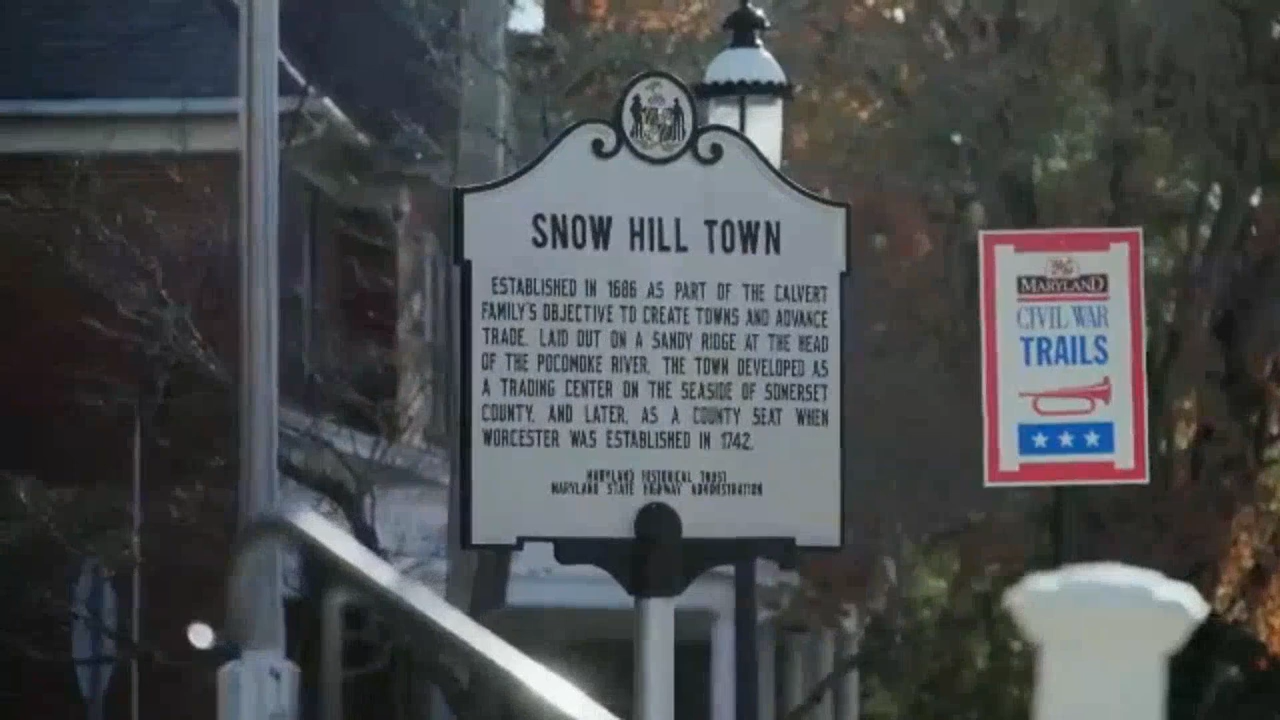 SNOW HILL TOWN
ESTABLISHED IN 1686 AS PART OF THE CALVERT
FAMILY'S OBJECTIVE TO CREATE TOWNS AND ADVANCE
TRADE. LAID OUT ON A SANDY RIDGE AT THE HEAD
OF THE POCOMOKE RIVER, THE TOWN DEVELOPED AS
A TRADING CENTER ON THE SEASIDE OF SOMERSET
COUNTY, AND LATER, AS A COUNTY SEAT WHEN
WORCESTER WAS ESTABLISHED IN 1742.
MARYLAND HISTORICAL TRUST
MARYLAND STATE HIGHWAY ADMINISTRATION
MARYLAND
CIVIL WAR
TRAILS